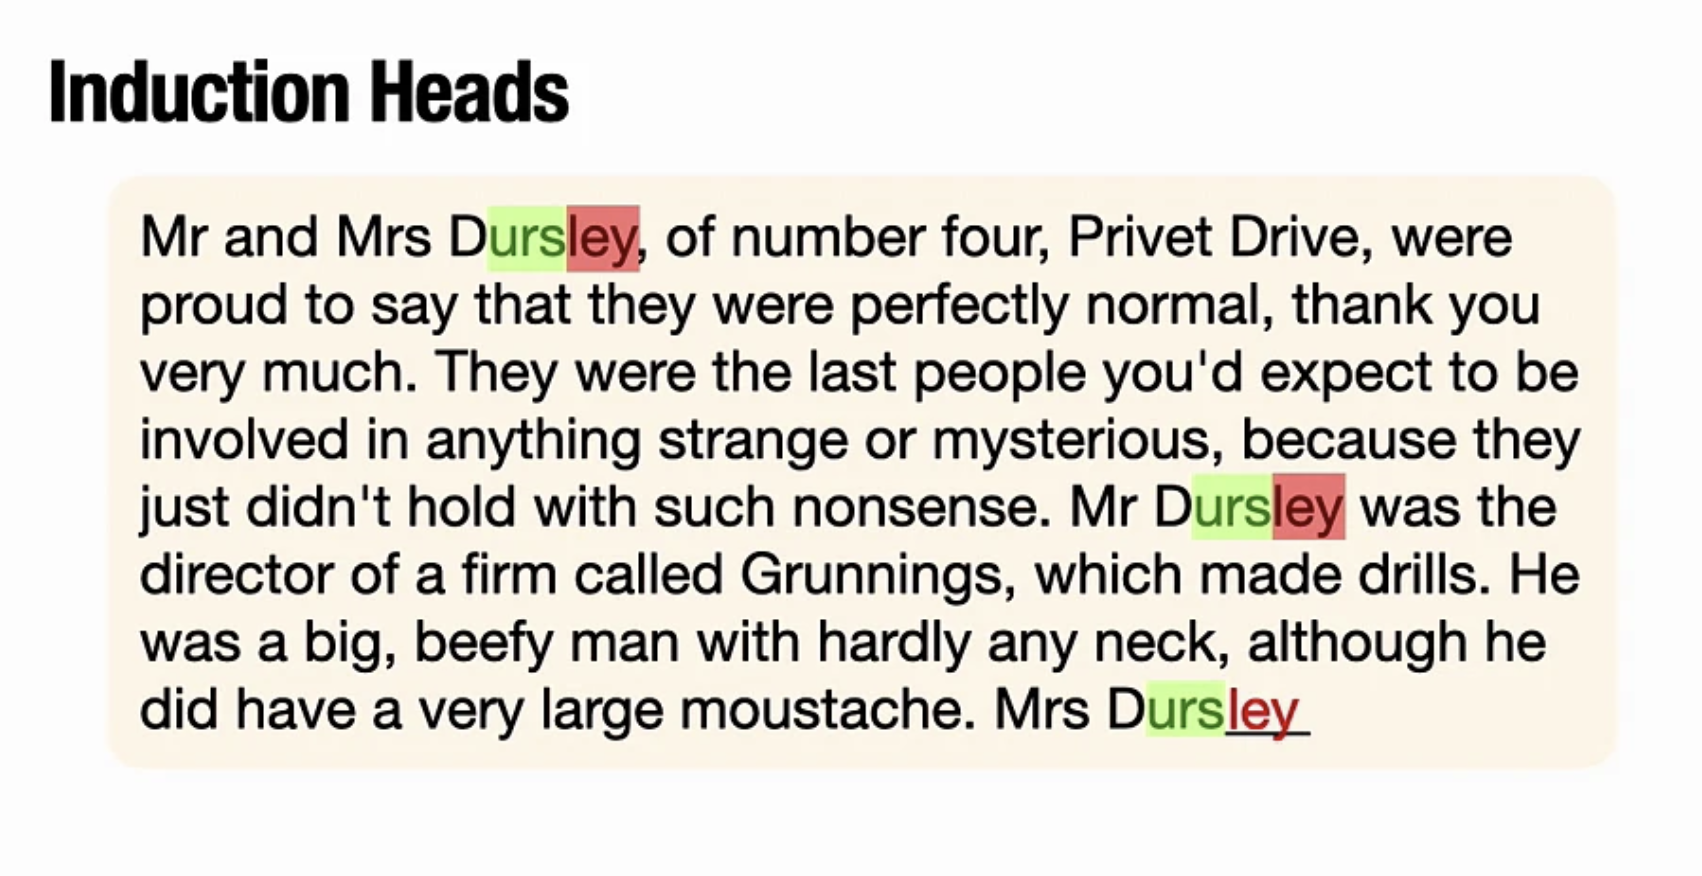 Induction Heads
Mr and Mrs Dursley, of number four, Privet Drive, were
proud to say that they were perfectly normal, thank you
very much. They were the last people you'd expect to be
involved in anything strange or mysterious, because they
just didn't hold with such nonsense. Mr Dursley was the
director of a firm called Grunnings, which made drills. He
was a big, beefy man with hardly any neck, although he
did have a very large moustache. Mrs Dursley